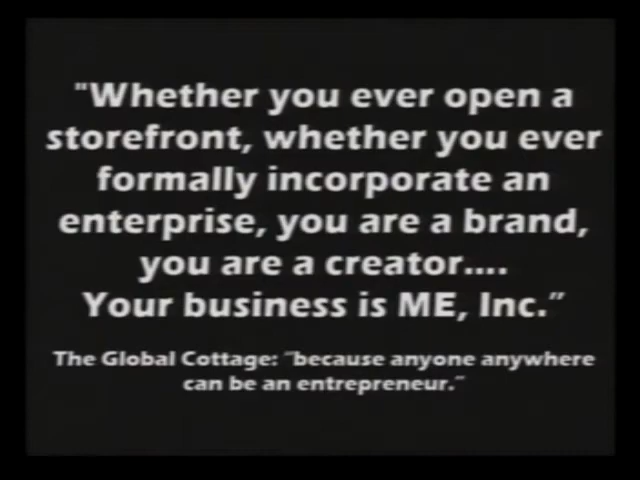 "Whether you ever open a
storefront, whether you ever
formally incorporate an
enterprise, you are a brand,
you are a creator....
Your business is ME, Inc.”
The Global Cottage: “because anyone anywhere
can be an entrepreneur.”